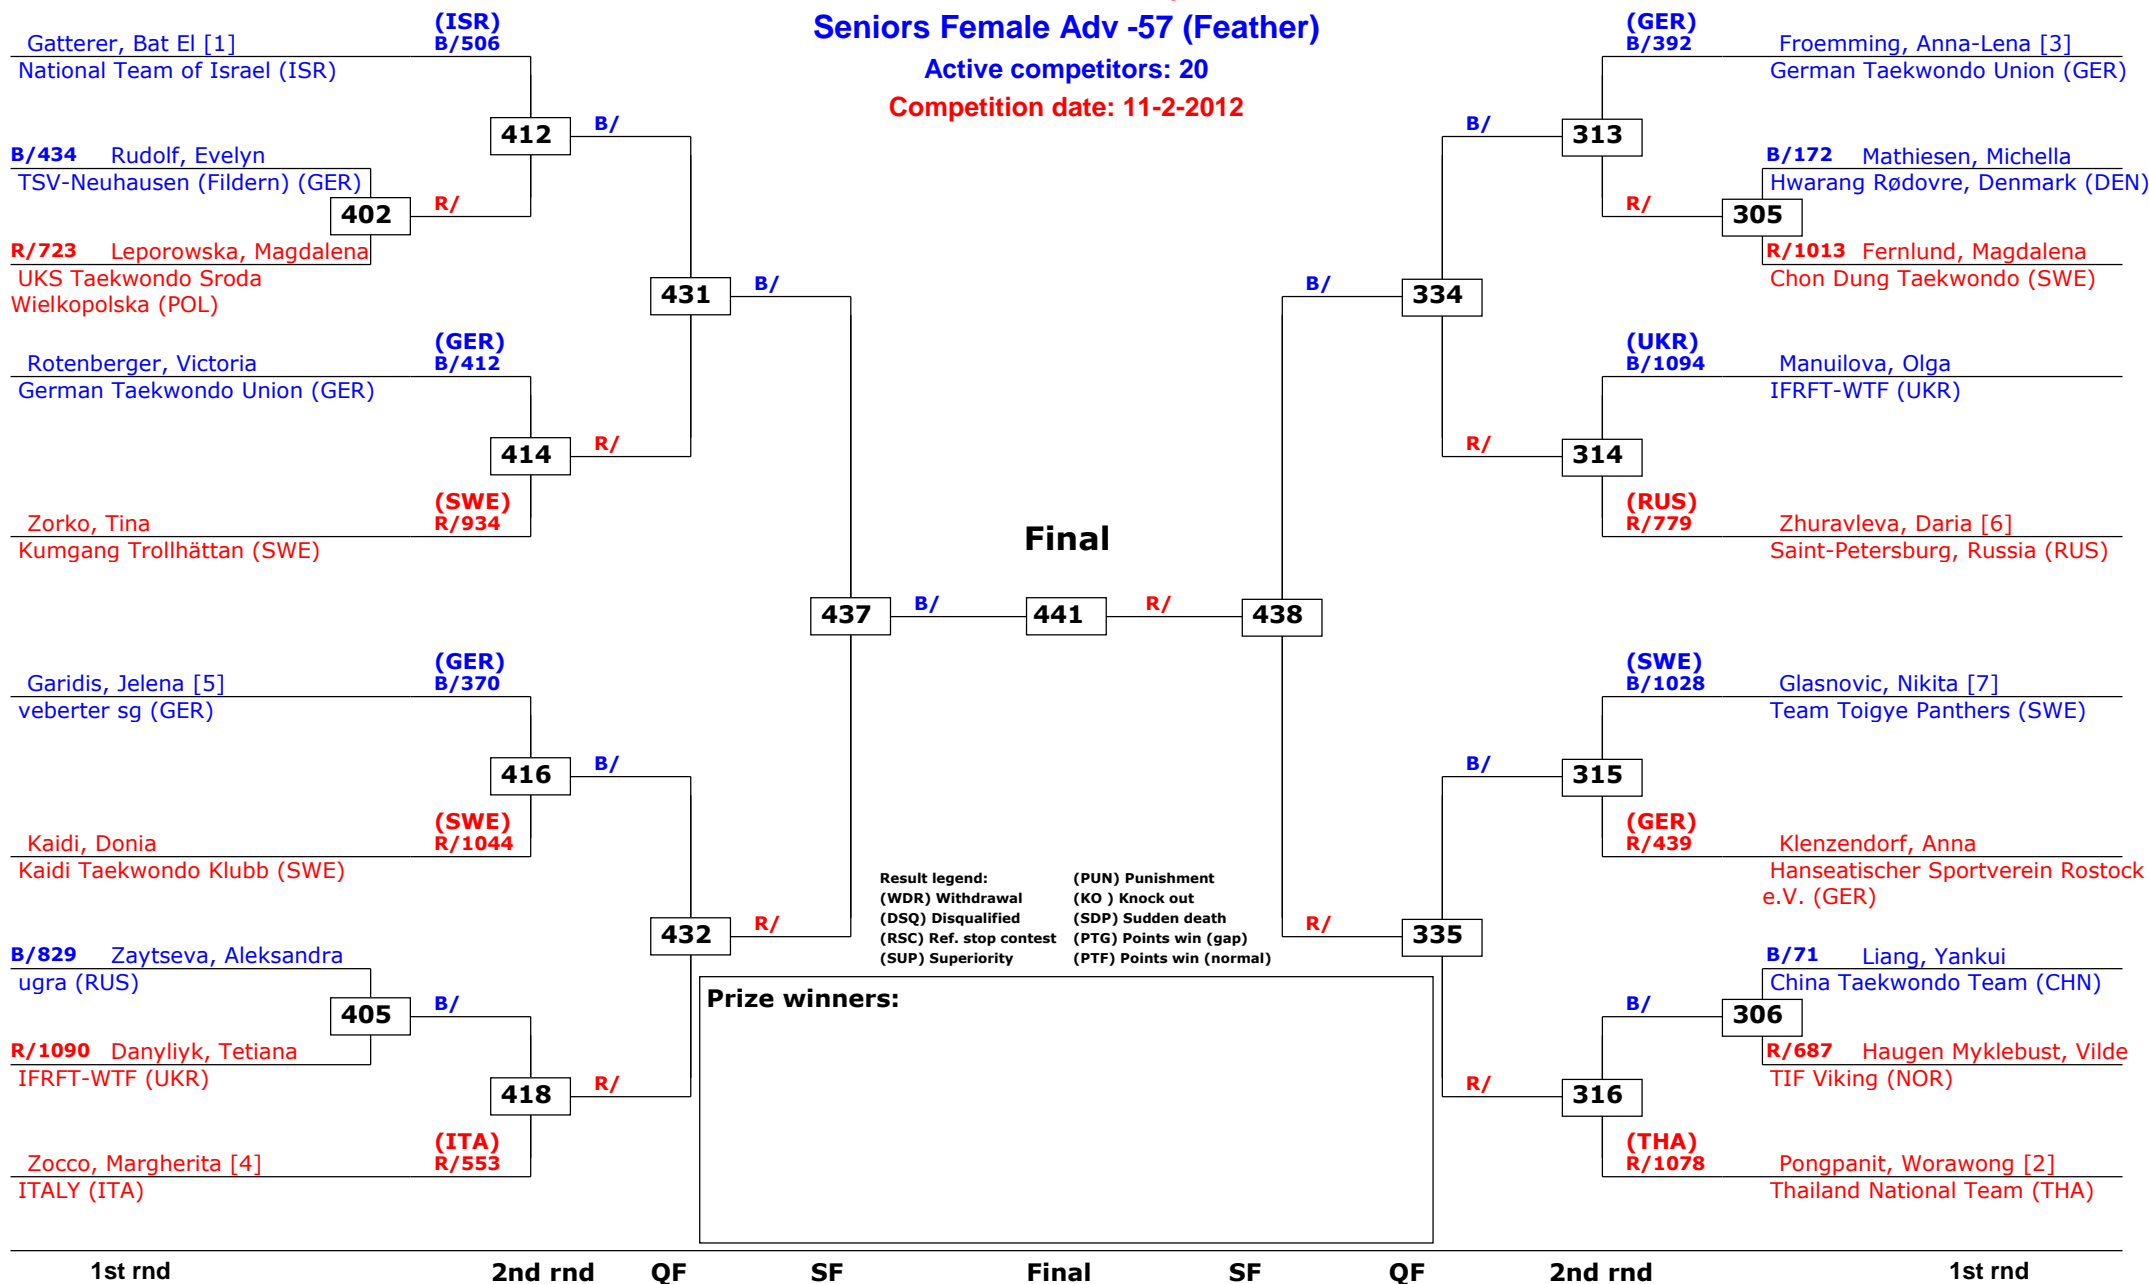 Seniors Female Adv -57 (Feather)
Active competitors: 20
Competition date: 11-2-2012
(ISR)
Gatterer, Bat El [1] B/506
National Team of Israel (ISR)
412
B/
B/434 Rudolf, Evelyn
TSV-Neuhausen (Fildern) (GER)
402
R/
R/723 Leporowska, Magdalena
UKS Taekwondo Sroda
Wielkopolska (POL)
431
B/
(GER)
Rotenberger, Victoria B/412
German Taekwondo Union (GER)
414
R/
(SWE)
Zorko, Tina R/934
Kumgang Trollhättan (SWE)
437
B/
(GER)
Garidis, Jelena [5] B/370
veberter sg (GER)
416
B/
(SWE)
Kaidi, Donia R/1044
Kaidi Taekwondo Klubb (SWE)
432
R/
B/829 Zaytseva, Aleksandra
ugra (RUS)
405
B/
R/1090 Danyliyk, Tetiana
IFRFT-WTF (UKR)
418
R/
(ITA)
Zocco, Margherita [4] R/553
ITALY (ITA)
Final
441
R/
438
(GER)
B/392 Froemming, Anna-Lena [3]
German Taekwondo Union (GER)
B/
313
B/172 Mathiesen, Michella
Hwarang Rødovre, Denmark (DEN)
R/
305
R/1013 Fernlund, Magdalena
Chon Dung Taekwondo (SWE)
B/
334
(UKR)
B/1094 Manuilova, Olga
IFRFT-WTF (UKR)
R/
314
(RUS)
R/779 Zhuravleva, Daria [6]
Saint-Petersburg, Russia (RUS)
(SWE)
B/1028 Glasnovic, Nikita [7]
Team Toigye Panthers (SWE)
B/
315
(GER)
R/439 Klenzendorf, Anna
Hanseatischer Sportverein Rostock
e.V. (GER)
R/
335
B/71 Liang, Yankui
China Taekwondo Team (CHN)
B/
306
R/687 Haugen Myklebust, Vilde
TIF Viking (NOR)
R/
316
(THA)
R/1078 Pongpanit, Worawong [2]
Thailand National Team (THA)
Result legend: (PUN) Punishment
(WDR) Withdrawal (KO ) Knock out
(DSQ) Disqualified (SDP) Sudden death
(RSC) Ref. stop contest (PTG) Points win (gap)
(SUP) Superiority (PTF) Points win (normal)
Prize winners:
1st rnd 2nd rnd QF SF Final SF QF 2nd rnd 1st rnd